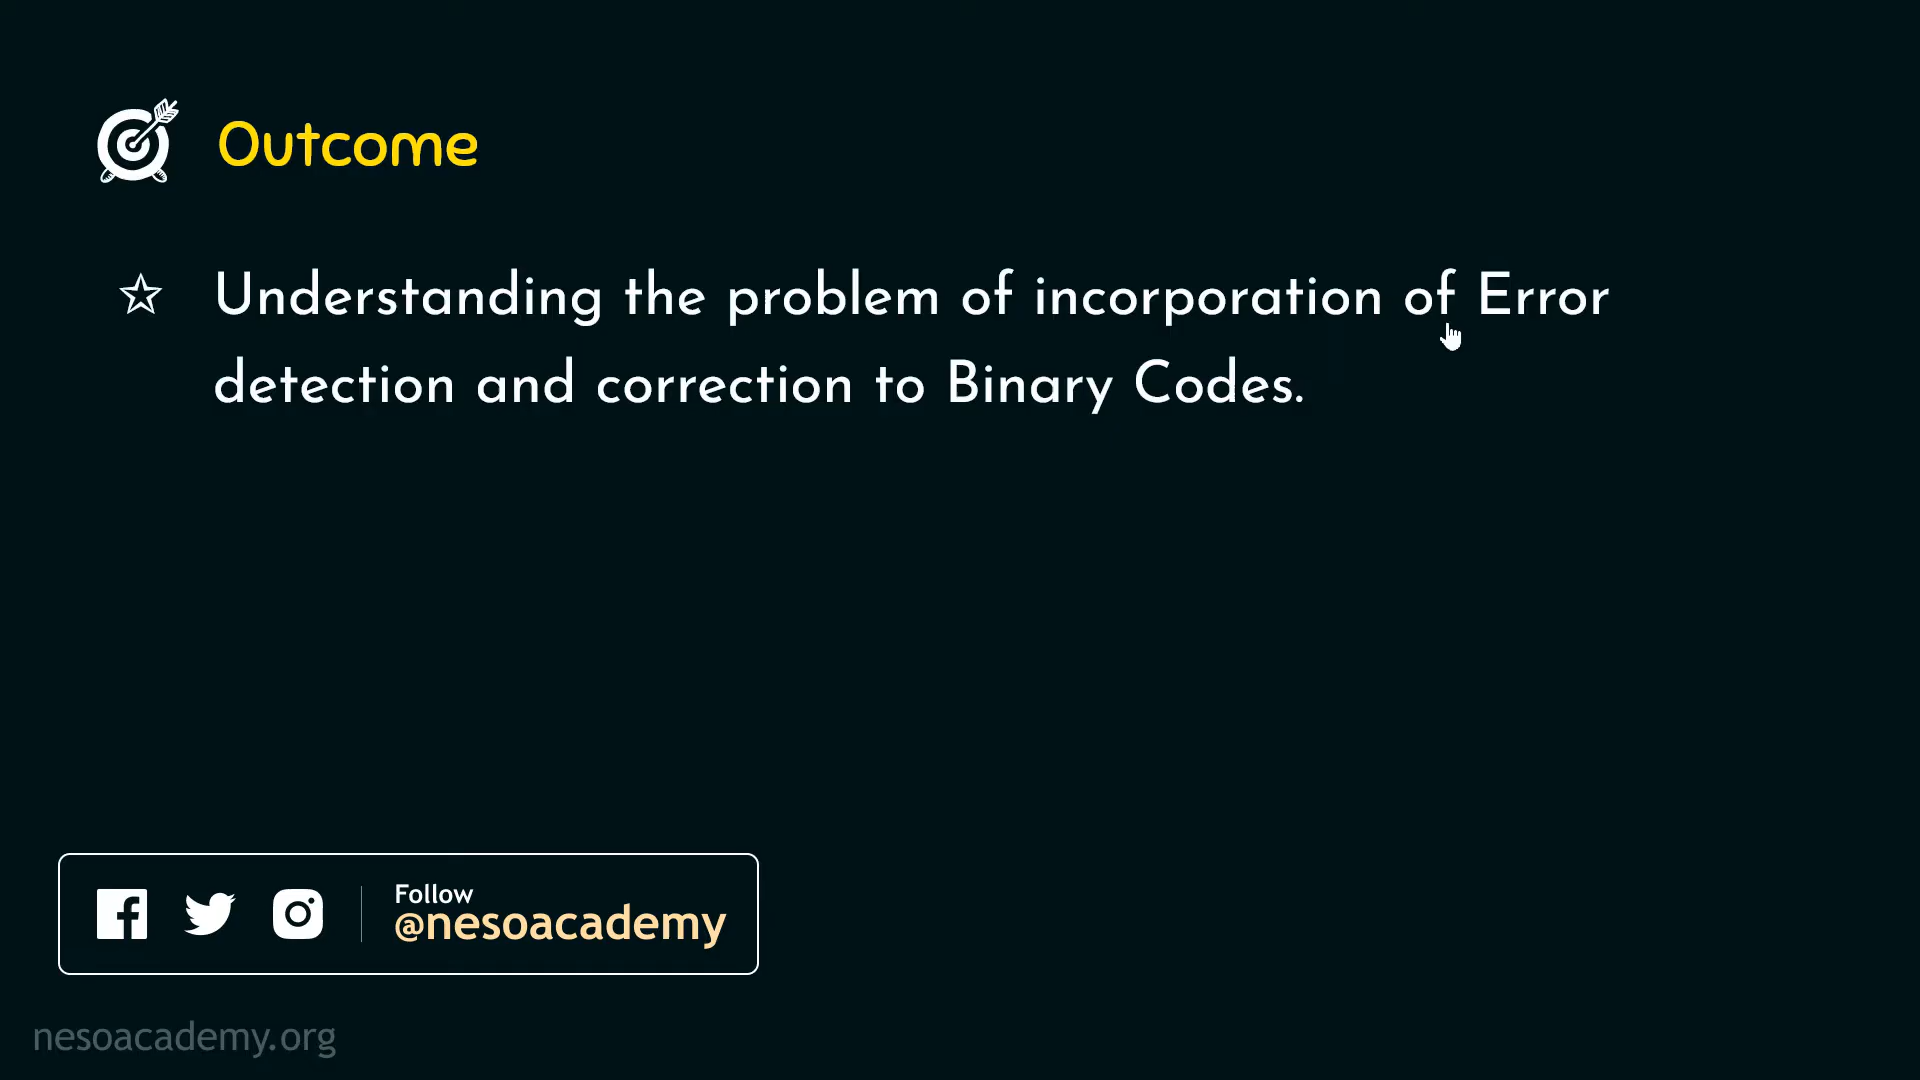 Outcome
☆ Understanding the problem of incorporation of Error
detection and correction to Binary Codes.
Follow
@nesoacademy
nesoacademy.org